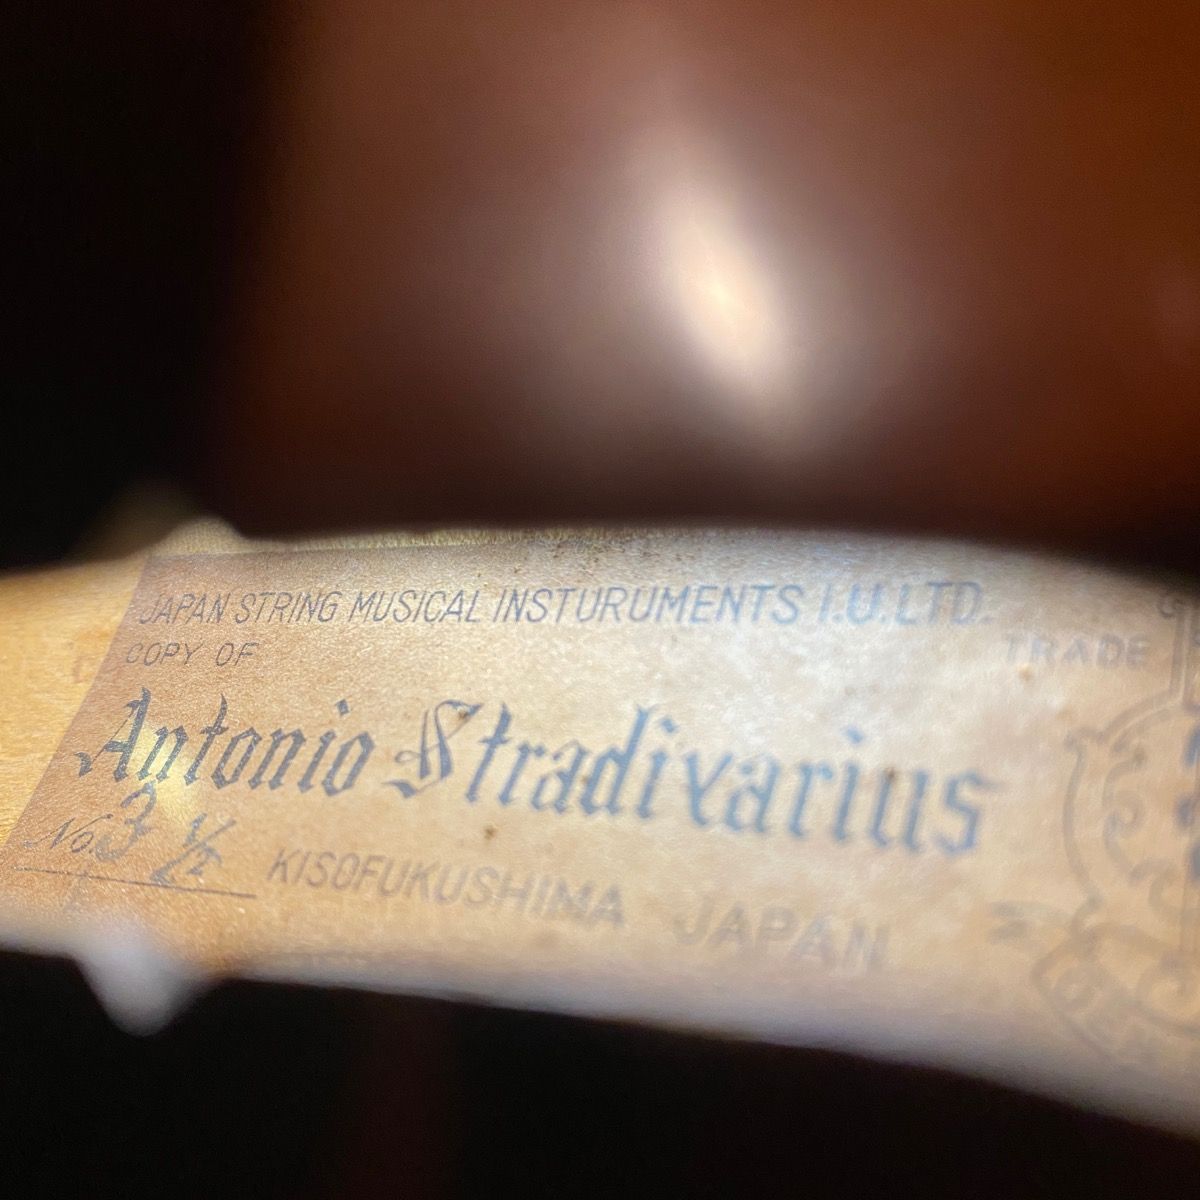 JAPAN STRING MUSICAL INSTURUMENTS I.U.LTD.
COPY OF
TRADE
Antonio Stradivarius
No 3 1/2
KISOFUKUSHIMA JAPAN